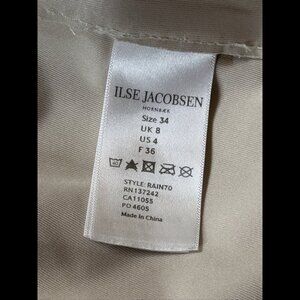 ILSE JACOBSEN
HORNBÆK
Size 34
UK 8
US 4
F 36
40
STYLE: RAIN70
RN137242
CA11055
PO 4605
Made in China